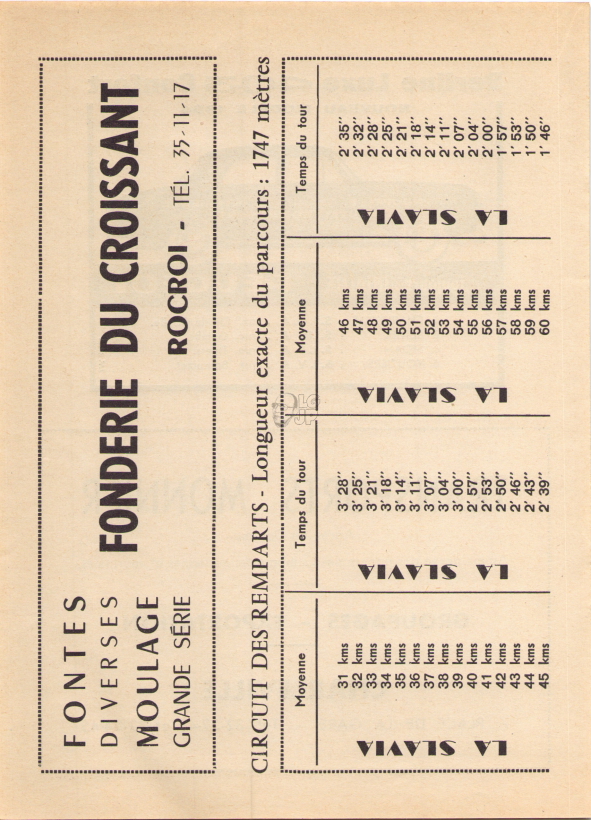 FONTES
DIVERSES
MOULAGE
GRANDE SÉRIE
FONDERIE DU CROISSANT
ROCROI - TÉL. 35-11-17
CIRCUIT DES REMPARTS - Longueur exacte du parcours : 1747 mètres
Moyenne Temps du tour Moyenne Temps du tour
31 kms 3' 28'' 46 kms 2' 35''
32 kms 3' 25'' 47 kms 2' 32''
33 kms 3' 21'' 48 kms 2' 28''
34 kms 3' 18'' 49 kms 2' 25''
35 kms 3' 14'' 50 kms 2' 21''
36 kms 3' 11'' 51 kms 2' 18''
37 kms 3' 07'' 52 kms 2' 14''
38 kms 3' 04'' 53 kms 2' 11''
39 kms 3' 00'' 54 kms 2' 07''
40 kms 2' 57'' 55 kms 2' 04''
41 kms 2' 53'' 56 kms 2' 00''
42 kms 2' 50'' 57 kms 1' 57''
43 kms 2' 46'' 58 kms 1' 53''
44 kms 2' 43'' 59 kms 1' 50''
45 kms 2' 39'' 60 kms 1' 46''
LA SLAVIA
LA SLAVIA
LA SLAVIA
LA SLAVIA
LG
JP